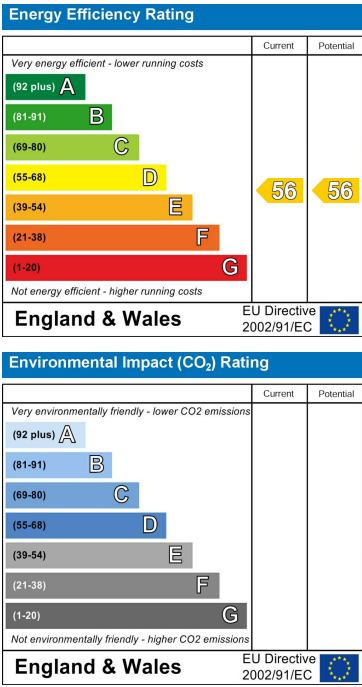 Energy Efficiency Rating
Current Potential
Very energy efficient - lower running costs
(92 plus) A
(81-91) B
(69-80) C
(55-68) D
56 56
(39-54) E
(21-38) F
(1-20) G
Not energy efficient - higher running costs
England & Wales
EU Directive
2002/91/EC
Environmental Impact (CO₂) Rating
Current Potential
Very environmentally friendly - lower CO2 emissions
(92 plus) A
(81-91) B
(69-80) C
(55-68) D
(39-54) E
(21-38) F
(1-20) G
Not environmentally friendly - higher CO2 emissions
England & Wales
EU Directive
2002/91/EC